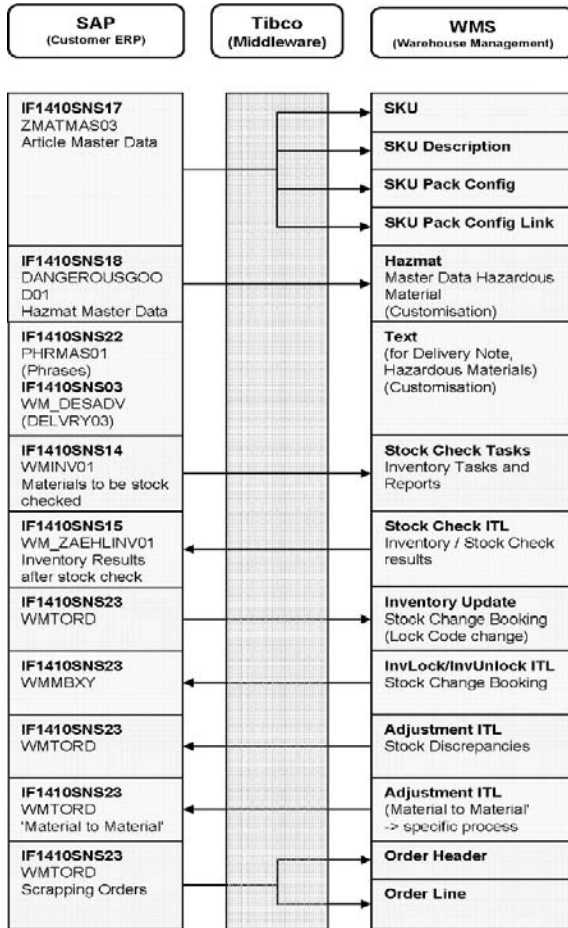 SAP
(Customer ERP)
Tibco
(Middleware)
WMS
(Warehouse Management)
IF1410SNS17
ZMATMAS03
Article Master Data
SKU
SKU Description
SKU Pack Config
SKU Pack Config Link
IF1410SNS18
DANGEROUSGOO
D01
Hazmat Master Data
Hazmat
Master Data Hazardous
Material
(Customisation)
IF1410SNS22
PHRMAS01
(Phrases)
IF1410SNS03
WM_DESADV
(DELVRY03)
Text
(for Delivery Note,
Hazardous Materials)
(Customisation)
IF1410SNS14
WMINV01
Materials to be stock
checked
Stock Check Tasks
Inventory Tasks and
Reports
IF1410SNS15
WM_ZAEHLINV01
Inventory Results
after stock check
Stock Check ITL
Inventory / Stock Check
results
IF1410SNS23
WMTORD
Inventory Update
Stock Change Booking
(Lock Code change)
IF1410SNS23
WMMBXY
InvLock/InvUnlock ITL
Stock Change Booking
IF1410SNS23
WMTORD
Adjustment ITL
Stock Discrepancies
IF1410SNS23
WMTORD
'Material to Material'
Adjustment ITL
(Material to Material'
-> specific process
IF1410SNS23
WMTORD
Scrapping Orders
Order Header
Order Line